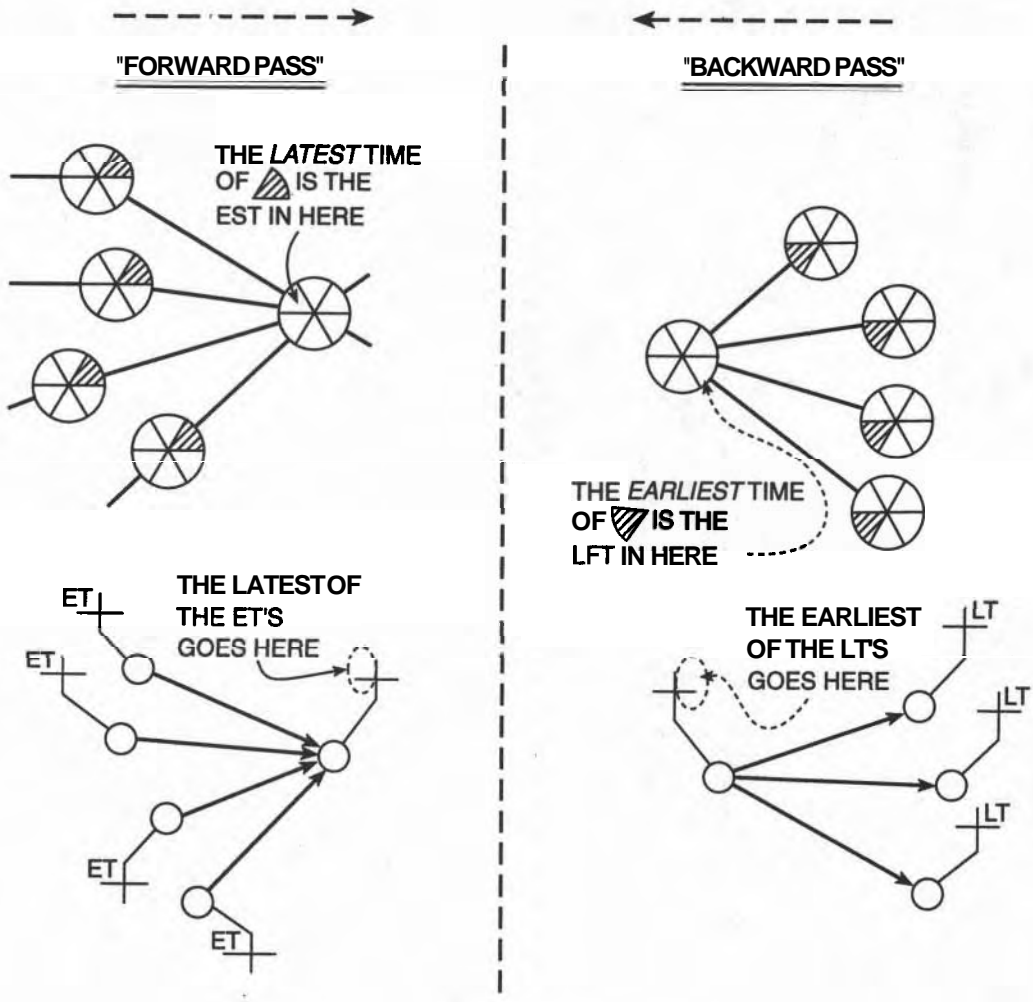 "FORWARD PASS"
THE LATEST TIME
OF IS THE
EST IN HERE
ET
THE LATEST OF
THE ET'S
GOES HERE
ET
ET
ET
"BACKWARD PASS"
THE EARLIEST TIME
OF IS THE
LFT IN HERE
THE EARLIEST
OF THE LT'S
GOES HERE
LT
LT
LT